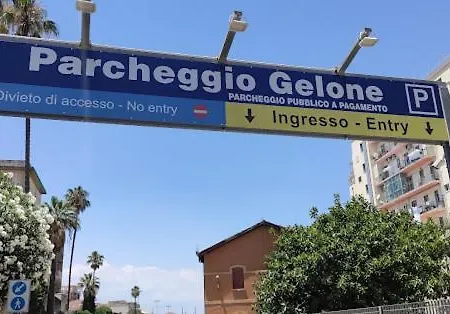 Parcheggio Gelone
P
PARCHEGGIO PUBBLICO A PAGAMENTO
Divieto di accesso - No entry
Ingresso - Entry